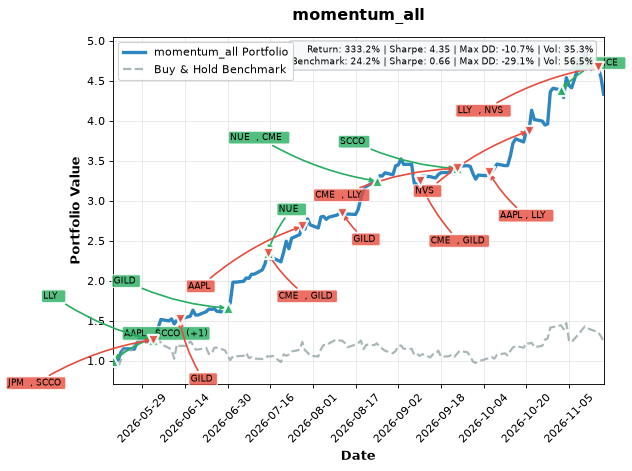 momentum_all
momentum_all Portfolio
Buy & Hold Benchmark
Return: 333.2% | Sharpe: 4.35 | Max DD: -10.7% | Vol: 35.3%
Benchmark: 24.2% | Sharpe: 0.66 | Max DD: -29.1% | Vol: 56.5%
CE
LLY , NVS
NUE , CME
SCCO
CME , LLY
NVS
NUE
AAPL , LLY
GILD
CME , GILD
GILD
AAPL
LLY
CME , GILD
AAPL , SCCO (+1)
JPM , SCCO
GILD
5.0
4.5
4.0
3.5
3.0
2.5
2.0
1.5
1.0
Portfolio Value
2026-05-29
2026-06-14
2026-06-30
2026-07-16
2026-08-01
2026-08-17
2026-09-02
2026-09-18
2026-10-04
2026-10-20
2026-11-05
Date